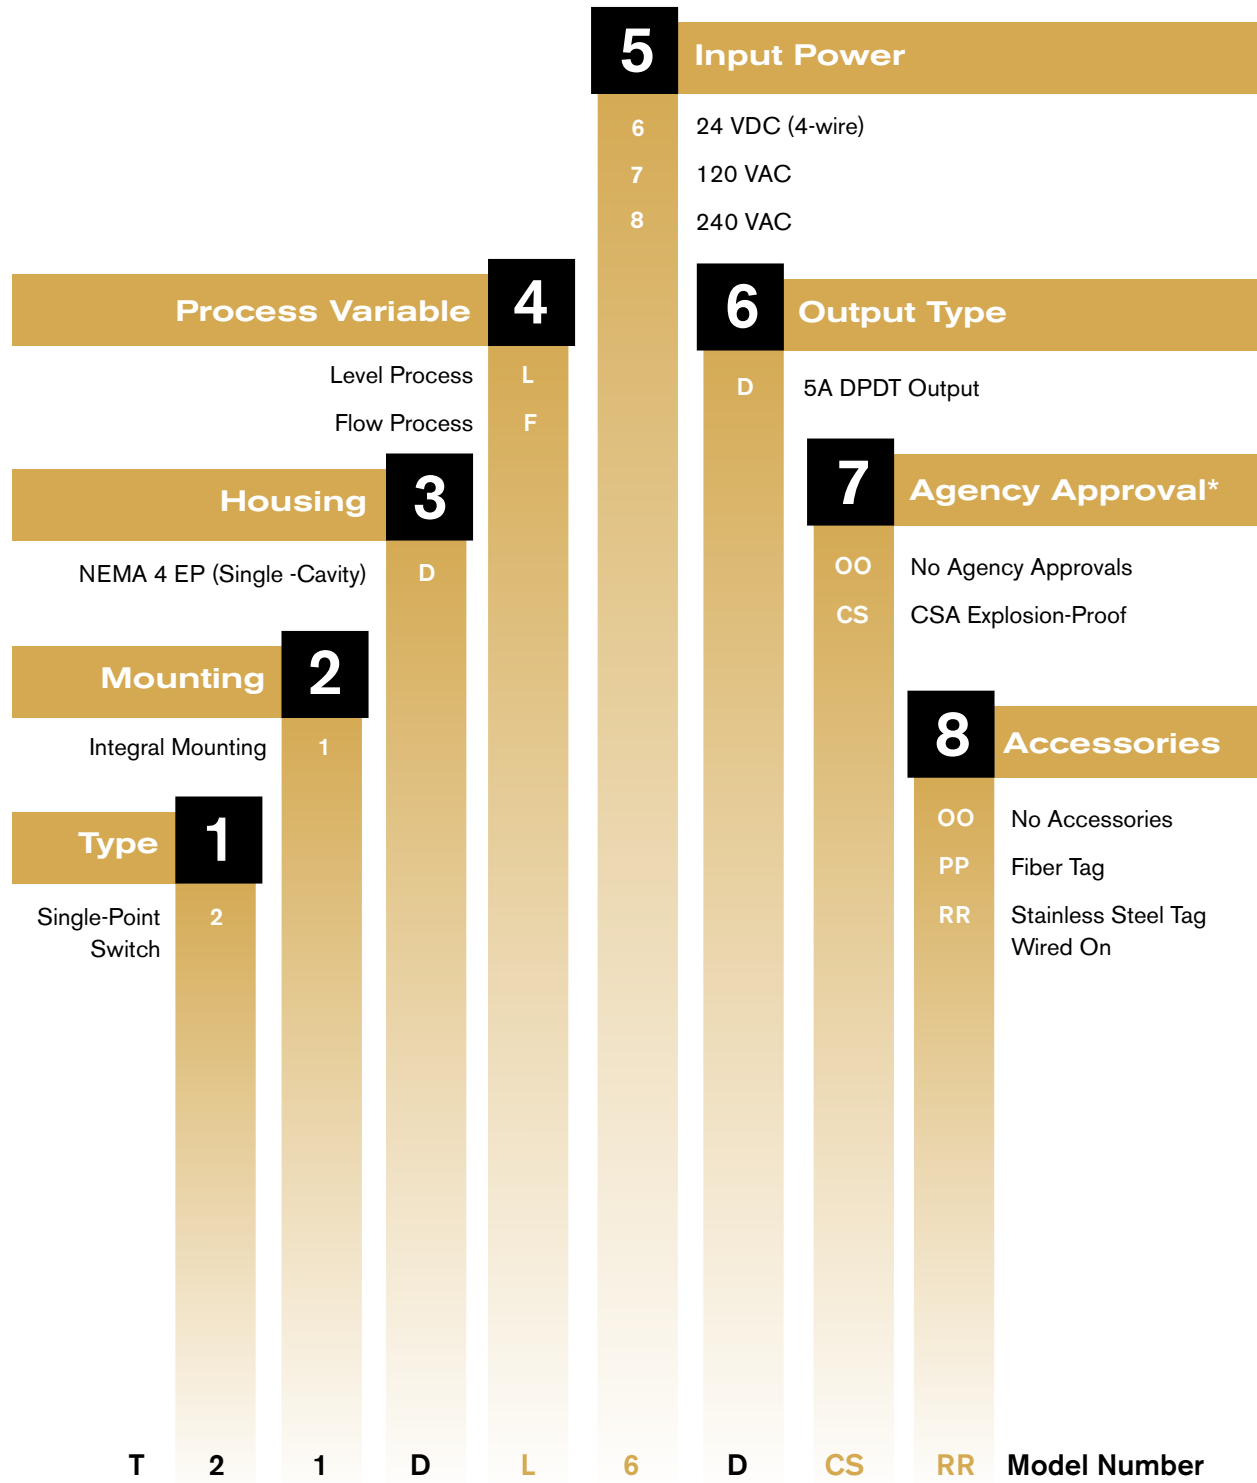 5 Input Power
6 24 VDC (4-wire)
7 120 VAC
8 240 VAC
Process Variable 4
Level Process L
Flow Process F
6 Output Type
D 5A DPDT Output
Housing 3
NEMA 4 EP (Single -Cavity) D
7 Agency Approval*
OO No Agency Approvals
CS CSA Explosion-Proof
Mounting 2
Integral Mounting 1
8 Accessories
OO No Accessories
PP Fiber Tag
RR Stainless Steel Tag
Wired On
Type 1
Single-Point 2
Switch
T 2 1 D L 6 D CS RR Model Number